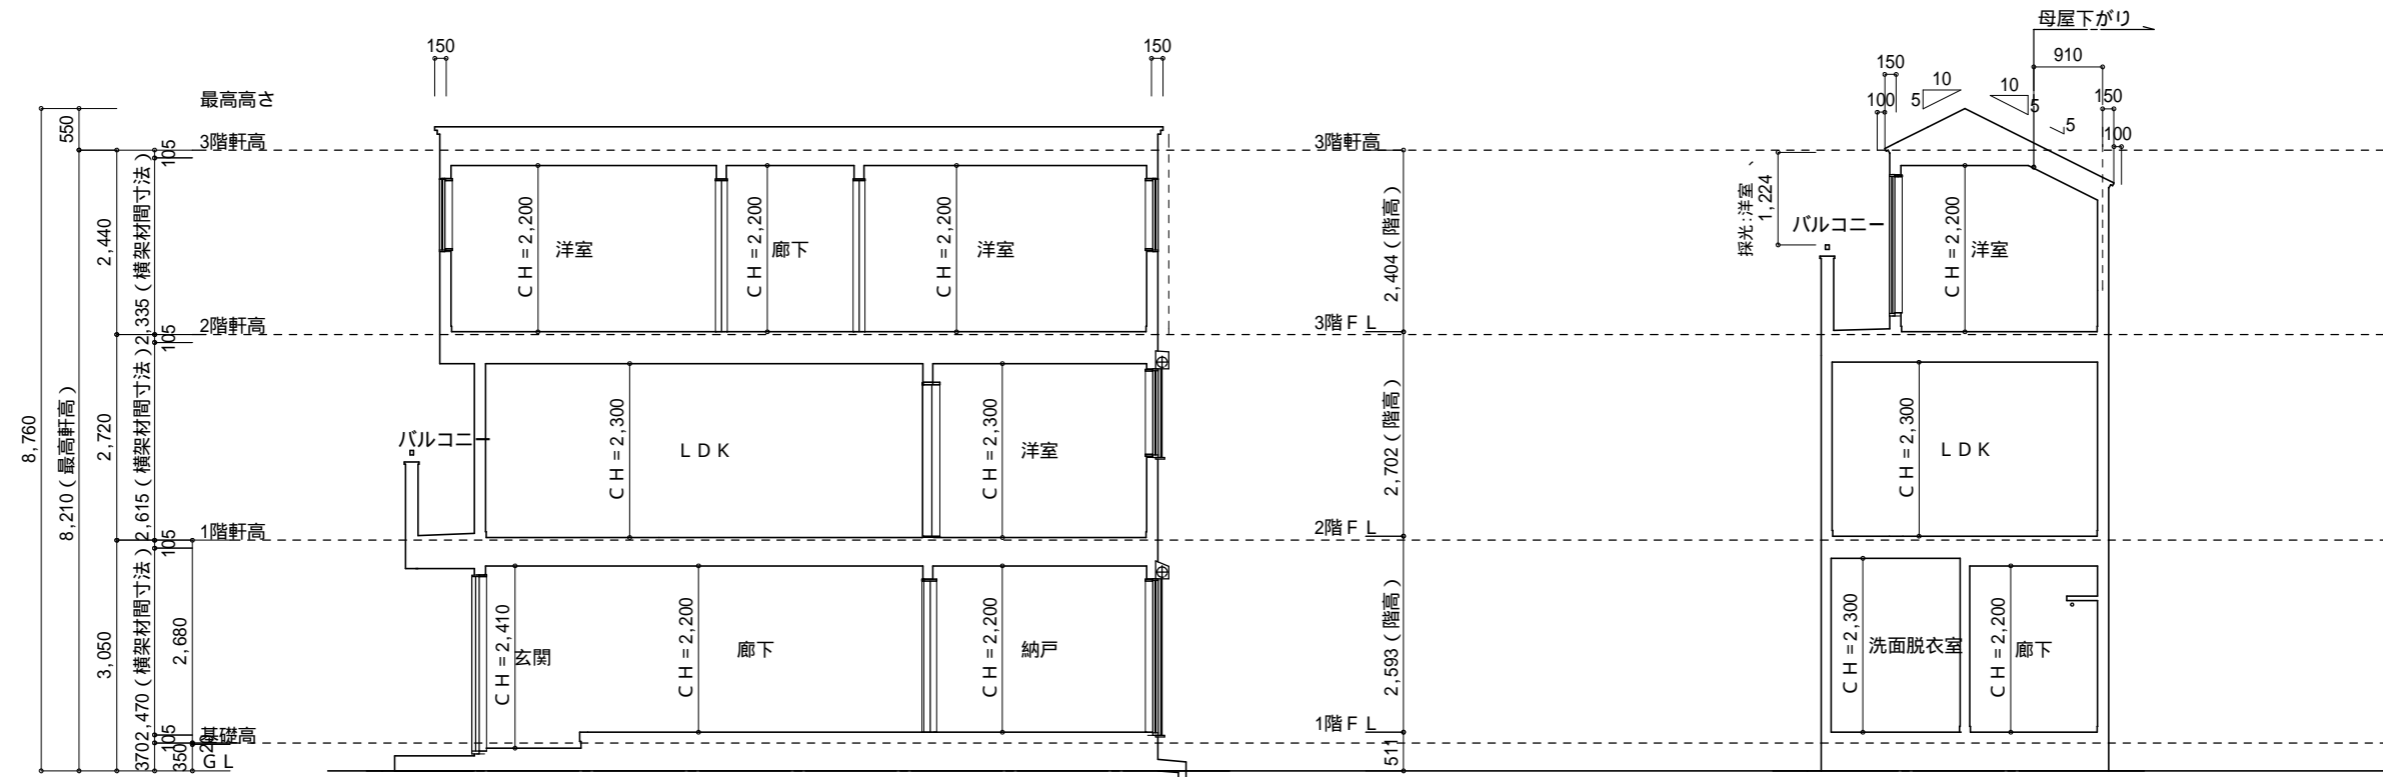 母屋下がり
910
150
150
150
10
10
5
5
5
100
150
100
最高高さ
550
3階軒高
3階軒高
105
2,440
2,335(横架材間寸法)
CH=2,200
洋室
CH=2,200
廊下
CH=2,200
洋室
2,404(階高)
採光:洋室、
1,224
バルコニー
CH=2,200
洋室
2階軒高
3階FL
105
8,760
8,210(最高軒高)
2,720
2,615(横架材間寸法)
バルコニー
CH=2,300
LDK
CH=2,300
洋室
2,702(階高)
CH=2,300
LDK
1階軒高
2階FL
105
3,050
2,470(横架材間寸法)
2,680
CH=2,410
玄関
CH=2,200
廊下
CH=2,200
納戸
2,593(階高)
CH=2,300
洗面脱衣室
CH=2,200
廊下
基礎高
1階FL
105
370
350
20
GL
511